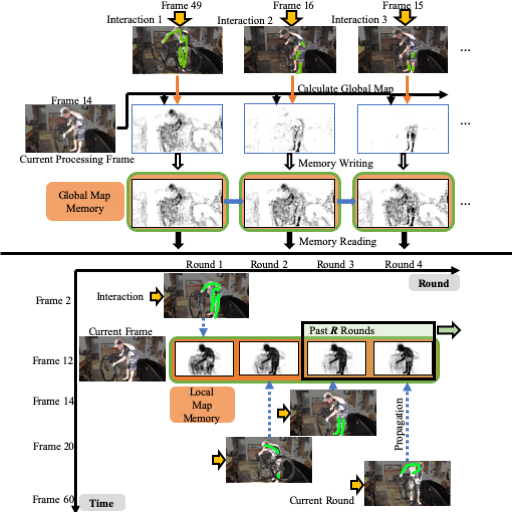 Frame 49
Frame 16
Frame 15
Interaction 1
Interaction 2
Interaction 3
...
Calculate Global Map
Frame 14
...
Current Processing Frame
Memory Writing
Global Map
Memory
...
Memory Reading
Round 1
Round 2
Round 3
Round 4
Round
Frame 2
Interaction
Current Frame
Past R Rounds
Frame 12
Local
Map
Memory
Frame 14
Propagation
Frame 20
Frame 60
Time
Current Round